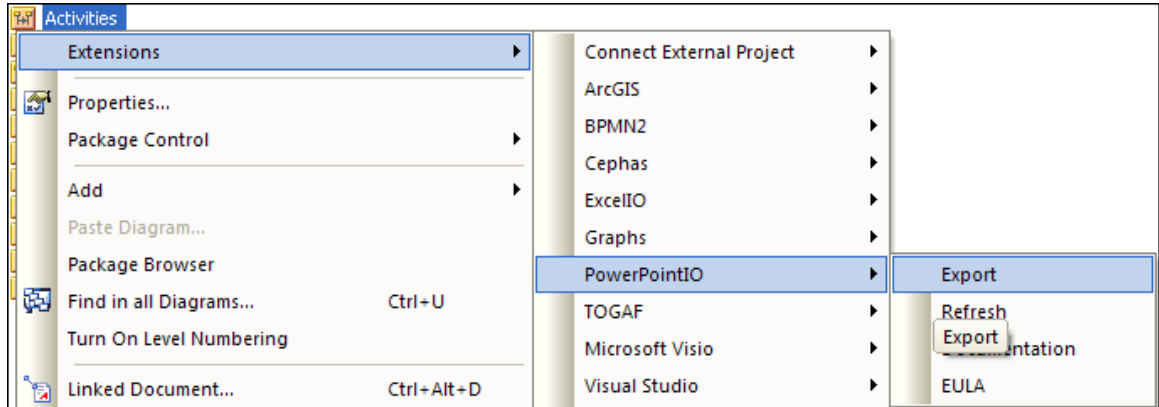 Activities
Extensions
Properties...
Package Control
Add
Paste Diagram...
Package Browser
Find in all Diagrams... Ctrl+U
Turn On Level Numbering
Linked Document... Ctrl+Alt+D
Connect External Project
ArcGIS
BPMN2
Cephas
ExcelIO
Graphs
PowerPointIO
TOGAF
Microsoft Visio
Visual Studio
Export
Refresh
Export
EULA